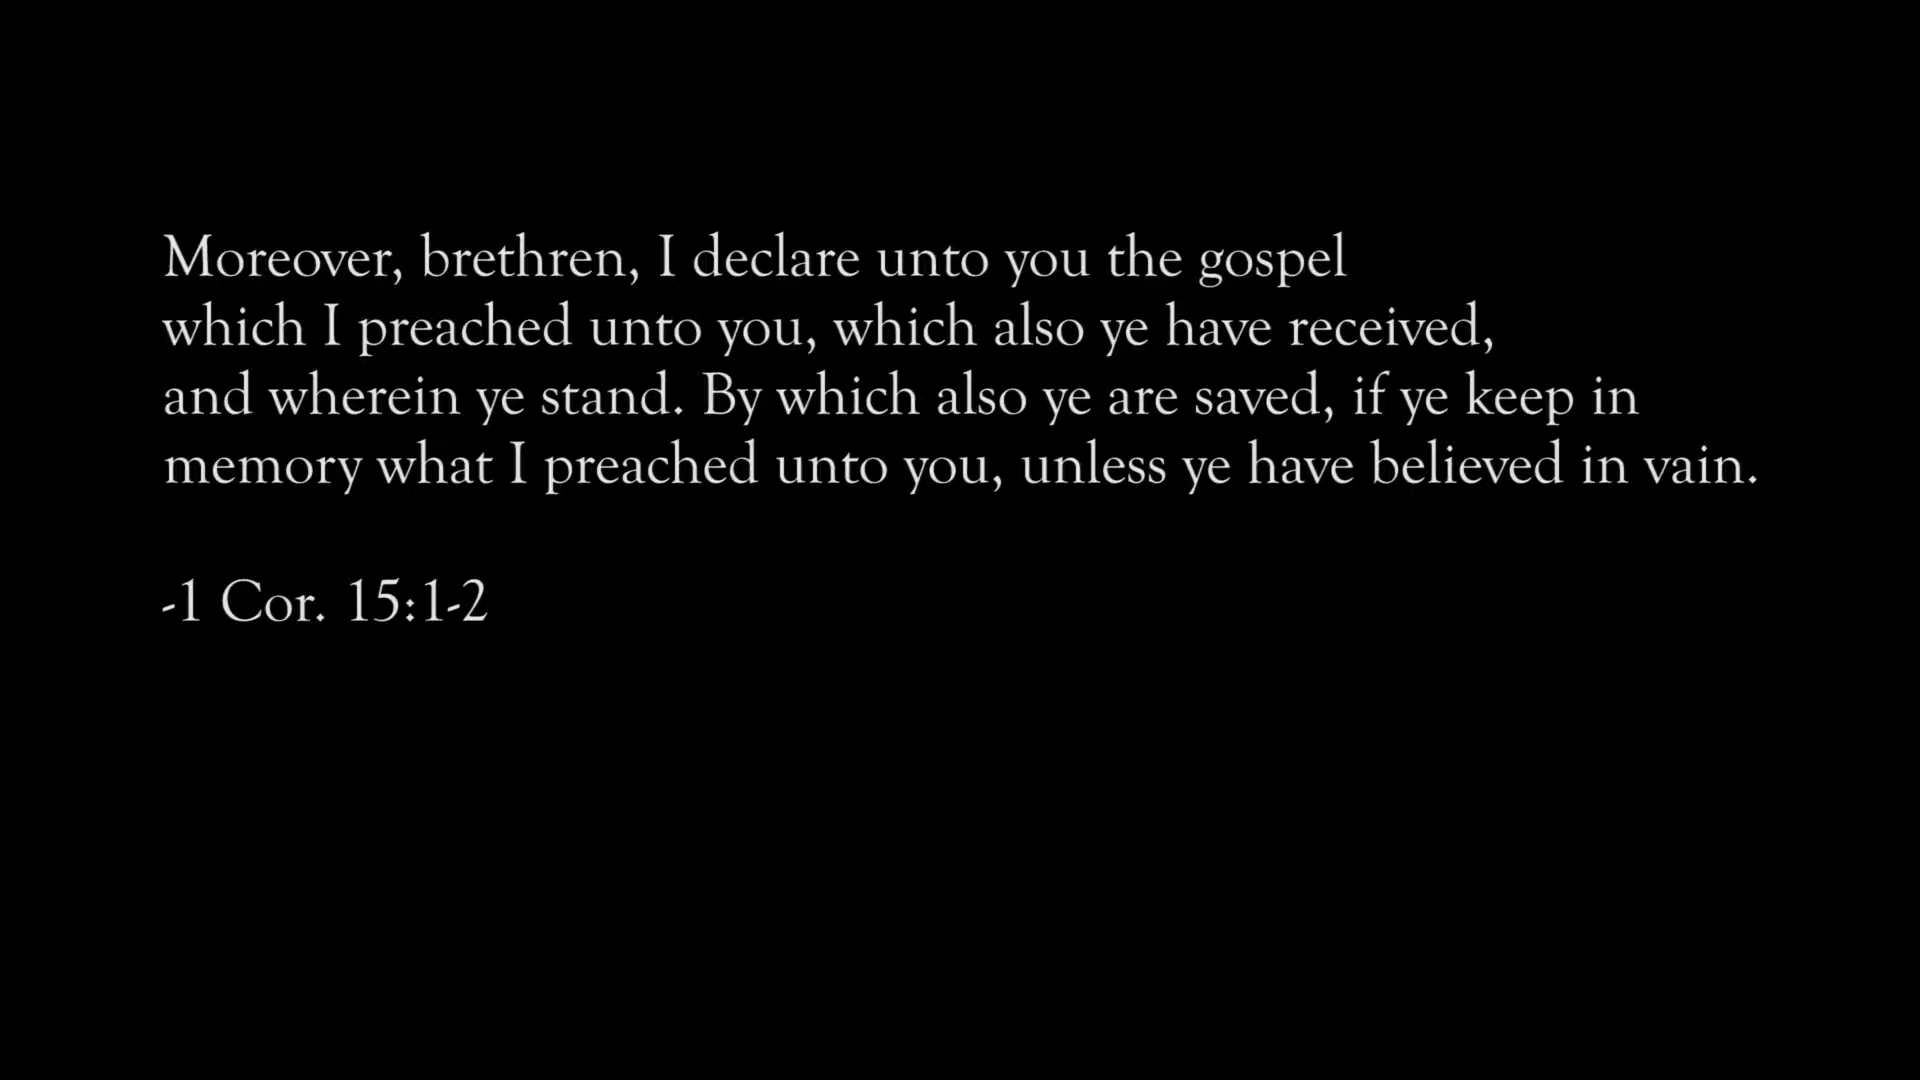 Moreover, brethren, I declare unto you the gospel
which I preached unto you, which also ye have received,
and wherein ye stand. By which also ye are saved, if ye keep in
memory what I preached unto you, unless ye have believed in vain.
-1 Cor. 15:1-2